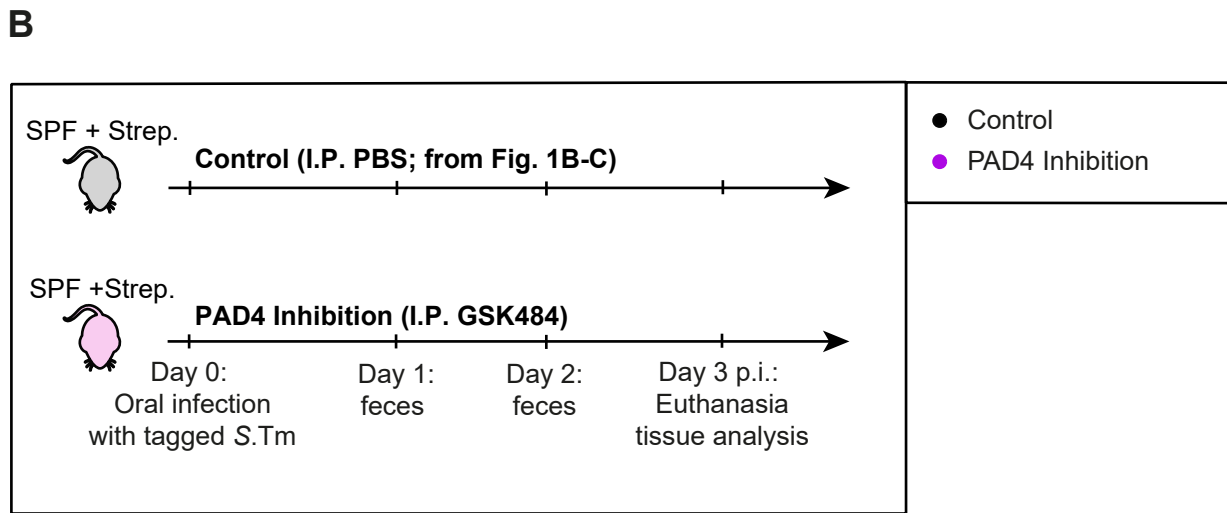 B
SPF + Strep.
Control (I.P. PBS; from Fig. 1B-C)
SPF +Strep.
PAD4 Inhibition (I.P. GSK484)
Day 0:
Oral infection
with tagged S.Tm
Day 1:
feces
Day 2:
feces
Day 3 p.i.:
Euthanasia
tissue analysis
Control
PAD4 Inhibition